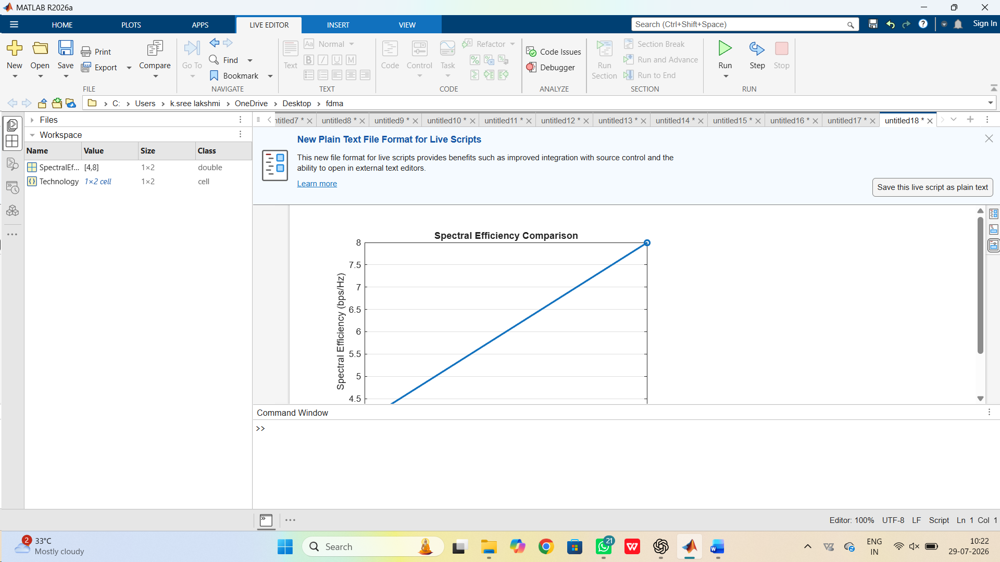 MATLAB R2026a
HOME PLOTS APPS LIVE EDITOR INSERT VIEW Search (Ctrl+Shift+Space) Sign In
New Open Save Print Export Compare Go To Find Bookmark Text Aa Normal B I U M Code Control Task Refactor Code Issues Debugger Run Section Section Break Run and Advance Run to End Run Step Stop
FILE NAVIGATE TEXT CODE ANALYZE SECTION RUN
C: > Users > k.sree lakshmi > OneDrive > Desktop > fdma
Files
Workspace
Name Value Size Class
SpectralEf... [4,8] 1×2 double
Technology 1×2 cell 1×2 cell
ntitled7 * untitled8 * untitled9 * untitled10 * untitled11 * untitled12 * untitled13 * untitled14 * untitled15 * untitled16 * untitled17 * untitled18 *
New Plain Text File Format for Live Scripts
This new file format for live scripts provides benefits such as improved integration with source control and the
ability to open in external text editors.
Learn more
Save this live script as plain text
Spectral Efficiency Comparison
Spectral Efficiency (bps/Hz)
8
7.5
7
6.5
6
5.5
5
4.5
Command Window
>>
Editor: 100% UTF-8 LF Script Ln 1 Col 1
2
33°C
Mostly cloudy
Search
21
ENG
IN
10:22
29-07-2026